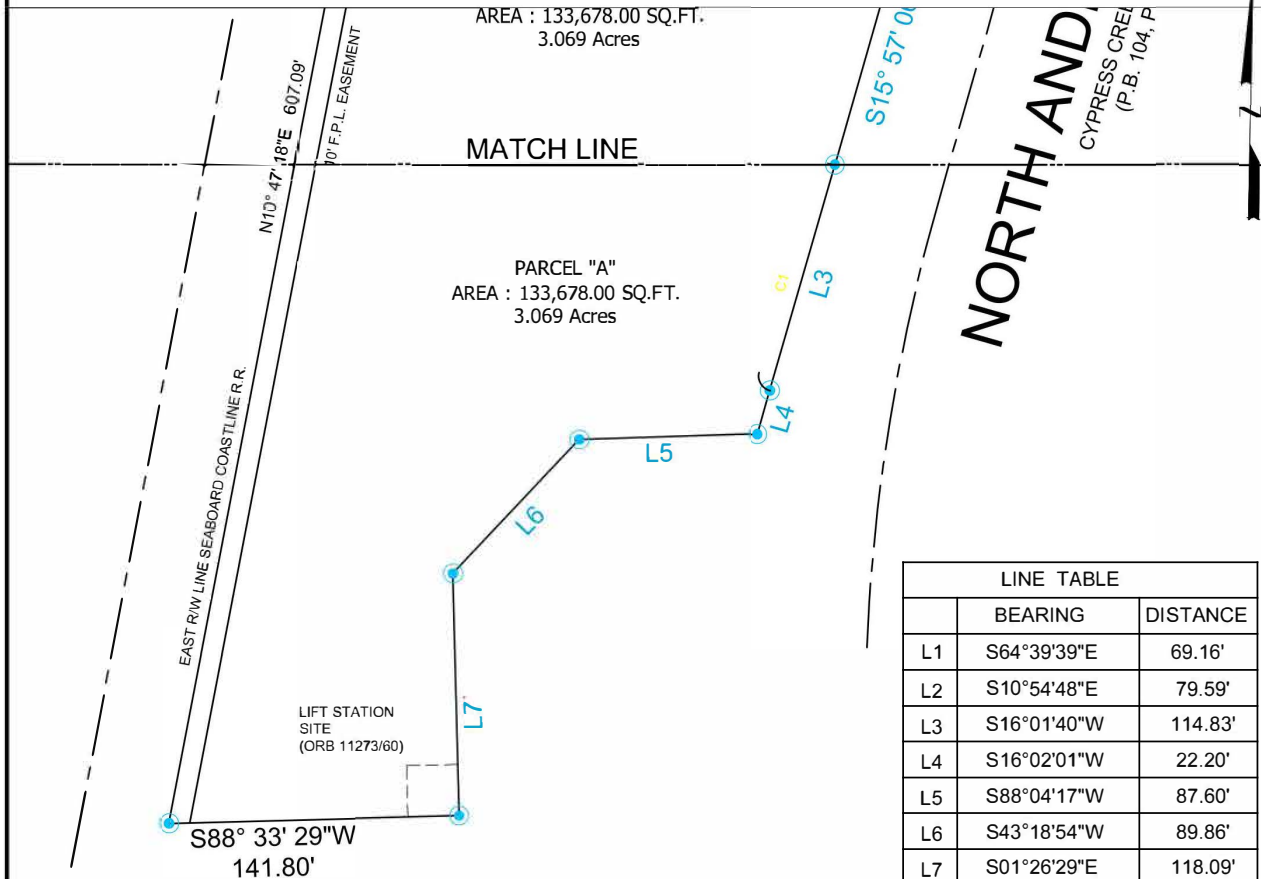 AREA : 133,678.00 SQ.FT.
3.069 Acres
N10° 47' 18"E 607.09'
10' F.P.L. EASEMENT
S15° 57'
CYPRESS
(P.B. 104,
MATCH LINE
NORTH
PARCEL "A"
AREA : 133,678.00 SQ.FT.
3.069 Acres
C1
L3
L4
L5
L6
EAST R/W LINE SEABOARD COASTLINE R.R.
L7
LIFT STATION
SITE
(ORB 11273/60)
S88° 33' 29"W
141.80'
LINE TABLE
BEARING DISTANCE
L1 S64°39'39"E 69.16'
L2 S10°54'48"E 79.59'
L3 S16°01'40"W 114.83'
L4 S16°02'01"W 22.20'
L5 S88°04'17"W 87.60'
L6 S43°18'54"W 89.86'
L7 S01°26'29"E 118.09'